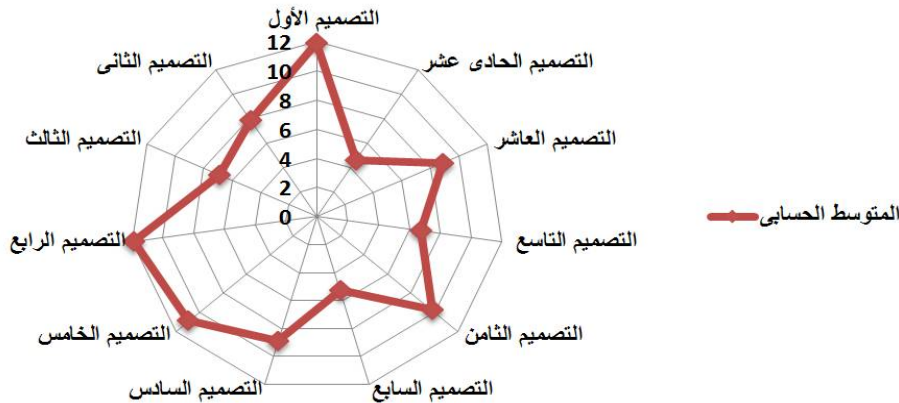 التصميم الأول
التصميم الحادى عشر
التصميم الثانى
التصميم العاشر
التصميم الثالث
التصميم التاسع
التصميم الرابع
التصميم الثامن
التصميم الخامس
التصميم السابع
التصميم السادس
12
10
8
6
4
2
0
المتوسط الحسابى